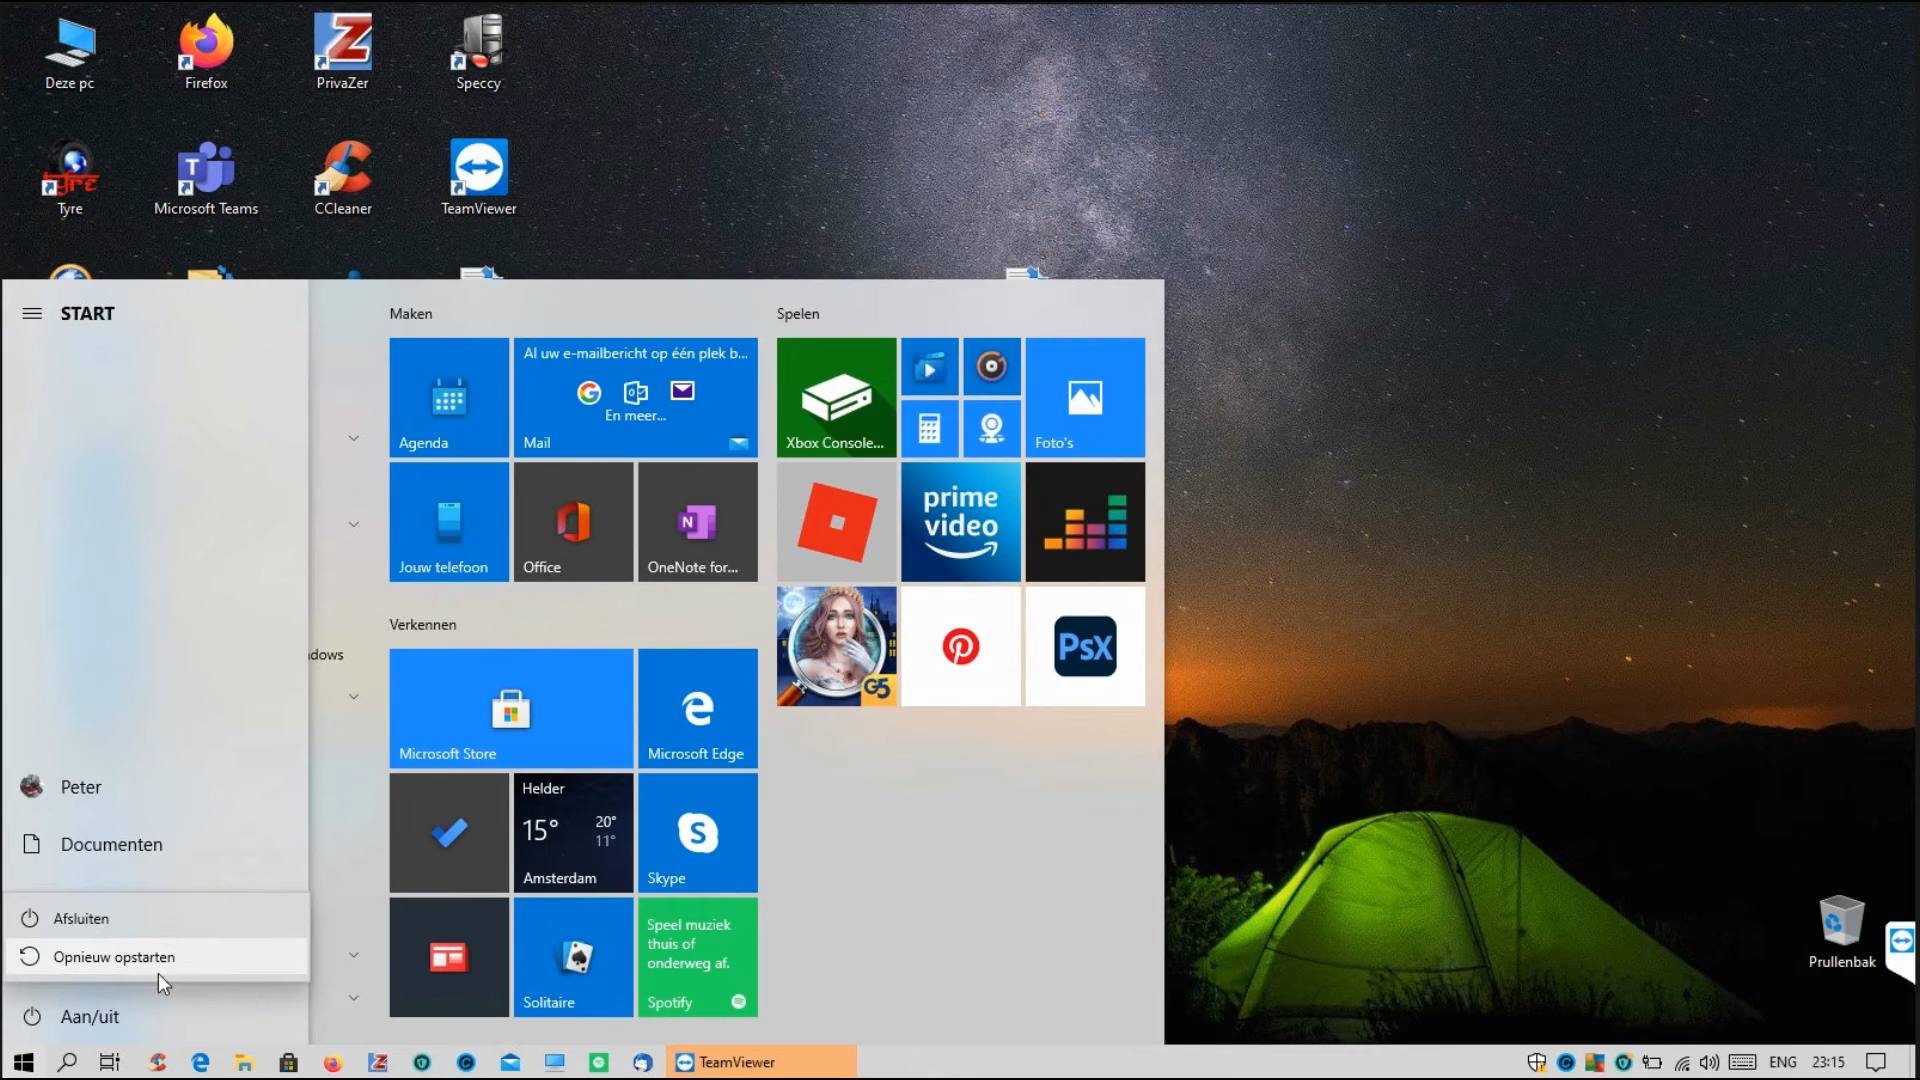 Deze pc
Firefox
PrivaZer
Speccy
Tyre
Microsoft Teams
CCleaner
TeamViewer
START
Maken
Spelen
Al uw e-mailbericht op één plek b...
En meer...
Agenda
Mail
Xbox Console...
Foto's
Jouw telefoon
Office
OneNote for...
prime
video
Verkennen
ndows
G5
PsX
Microsoft Store
Microsoft Edge
Peter
Helder
15°
20°
11°
Amsterdam
Skype
Documenten
Afsluiten
Opnieuw opstarten
Speel muziek
thuis of
onderweg af.
Solitaire
Spotify
Aan/uit
Prullenbak
TeamViewer
ENG
23:15